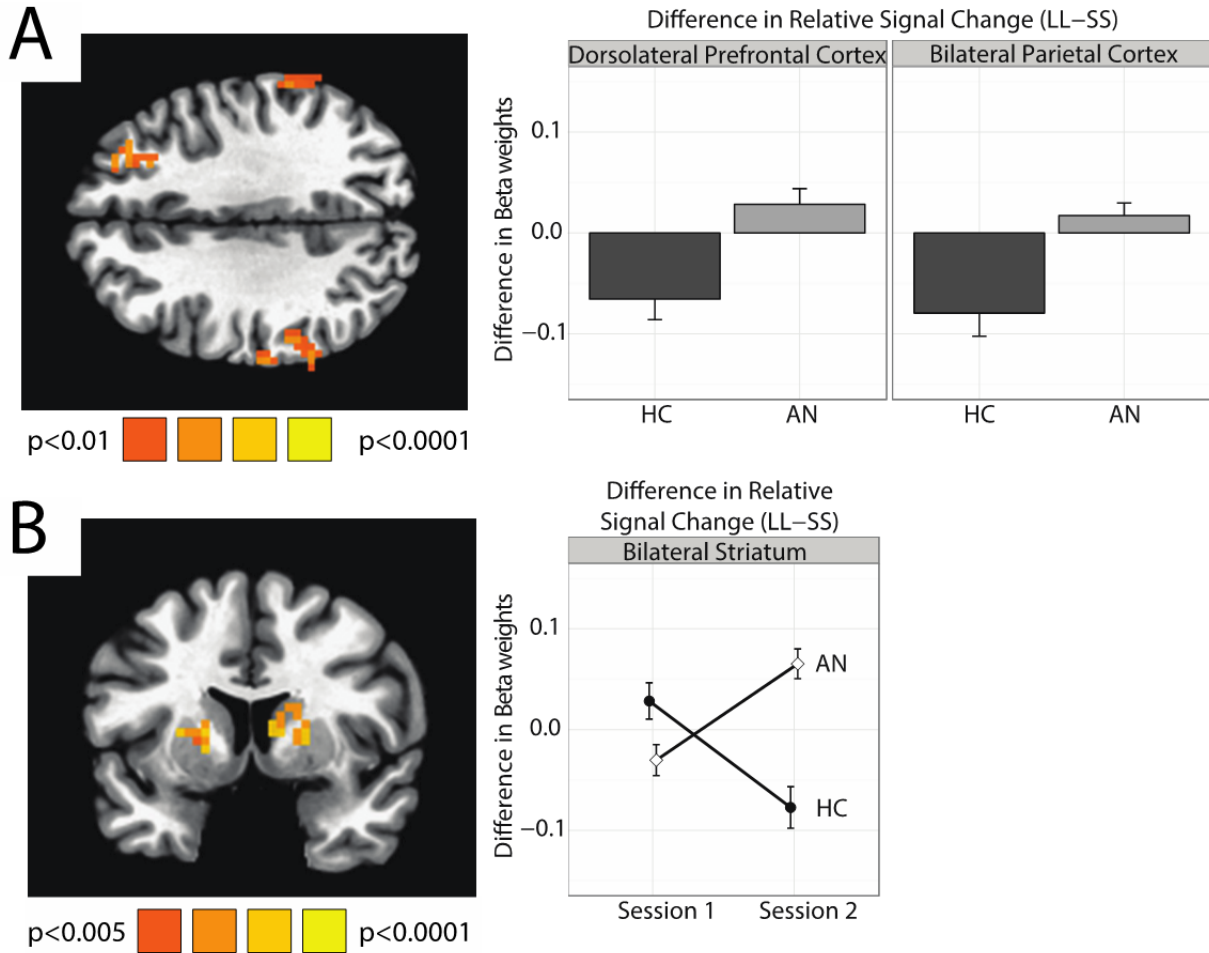 A
Difference in Relative Signal Change (LL−SS)
Dorsolateral Prefrontal Cortex
Bilateral Parietal Cortex
Difference in Beta weights
0.1
0.0
−0.1
HC
AN
HC
AN
p<0.01
p<0.0001
B
Difference in Relative
Signal Change (LL−SS)
Bilateral Striatum
Difference in Beta weights
0.1
0.0
−0.1
AN
HC
Session 1
Session 2
p<0.005
p<0.0001